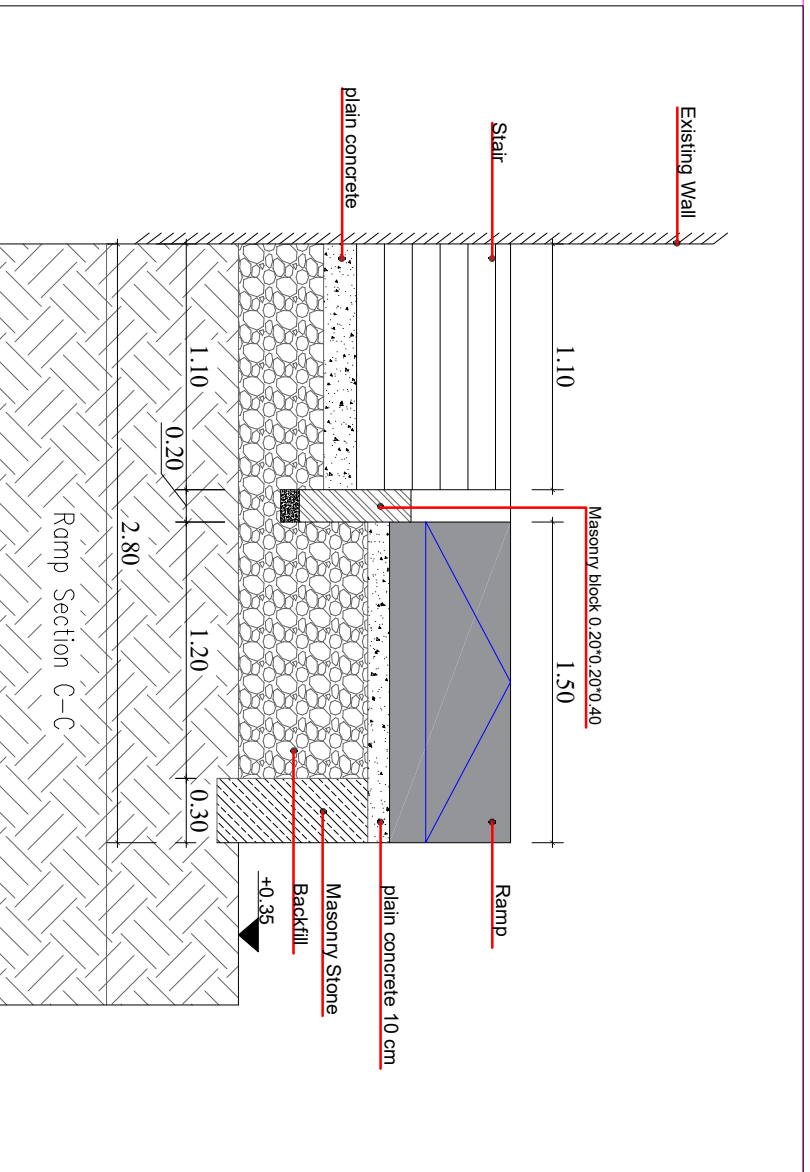 Existing Wall
Stair
plain concrete
1.10
1.50
Masonry block 0.20*0.20*0.40
Ramp
plain concrete 10 cm
Masonry Stone
Backfill
+0.35
1.10
0.20
1.20
0.30
2.80
Ramp Section C-C